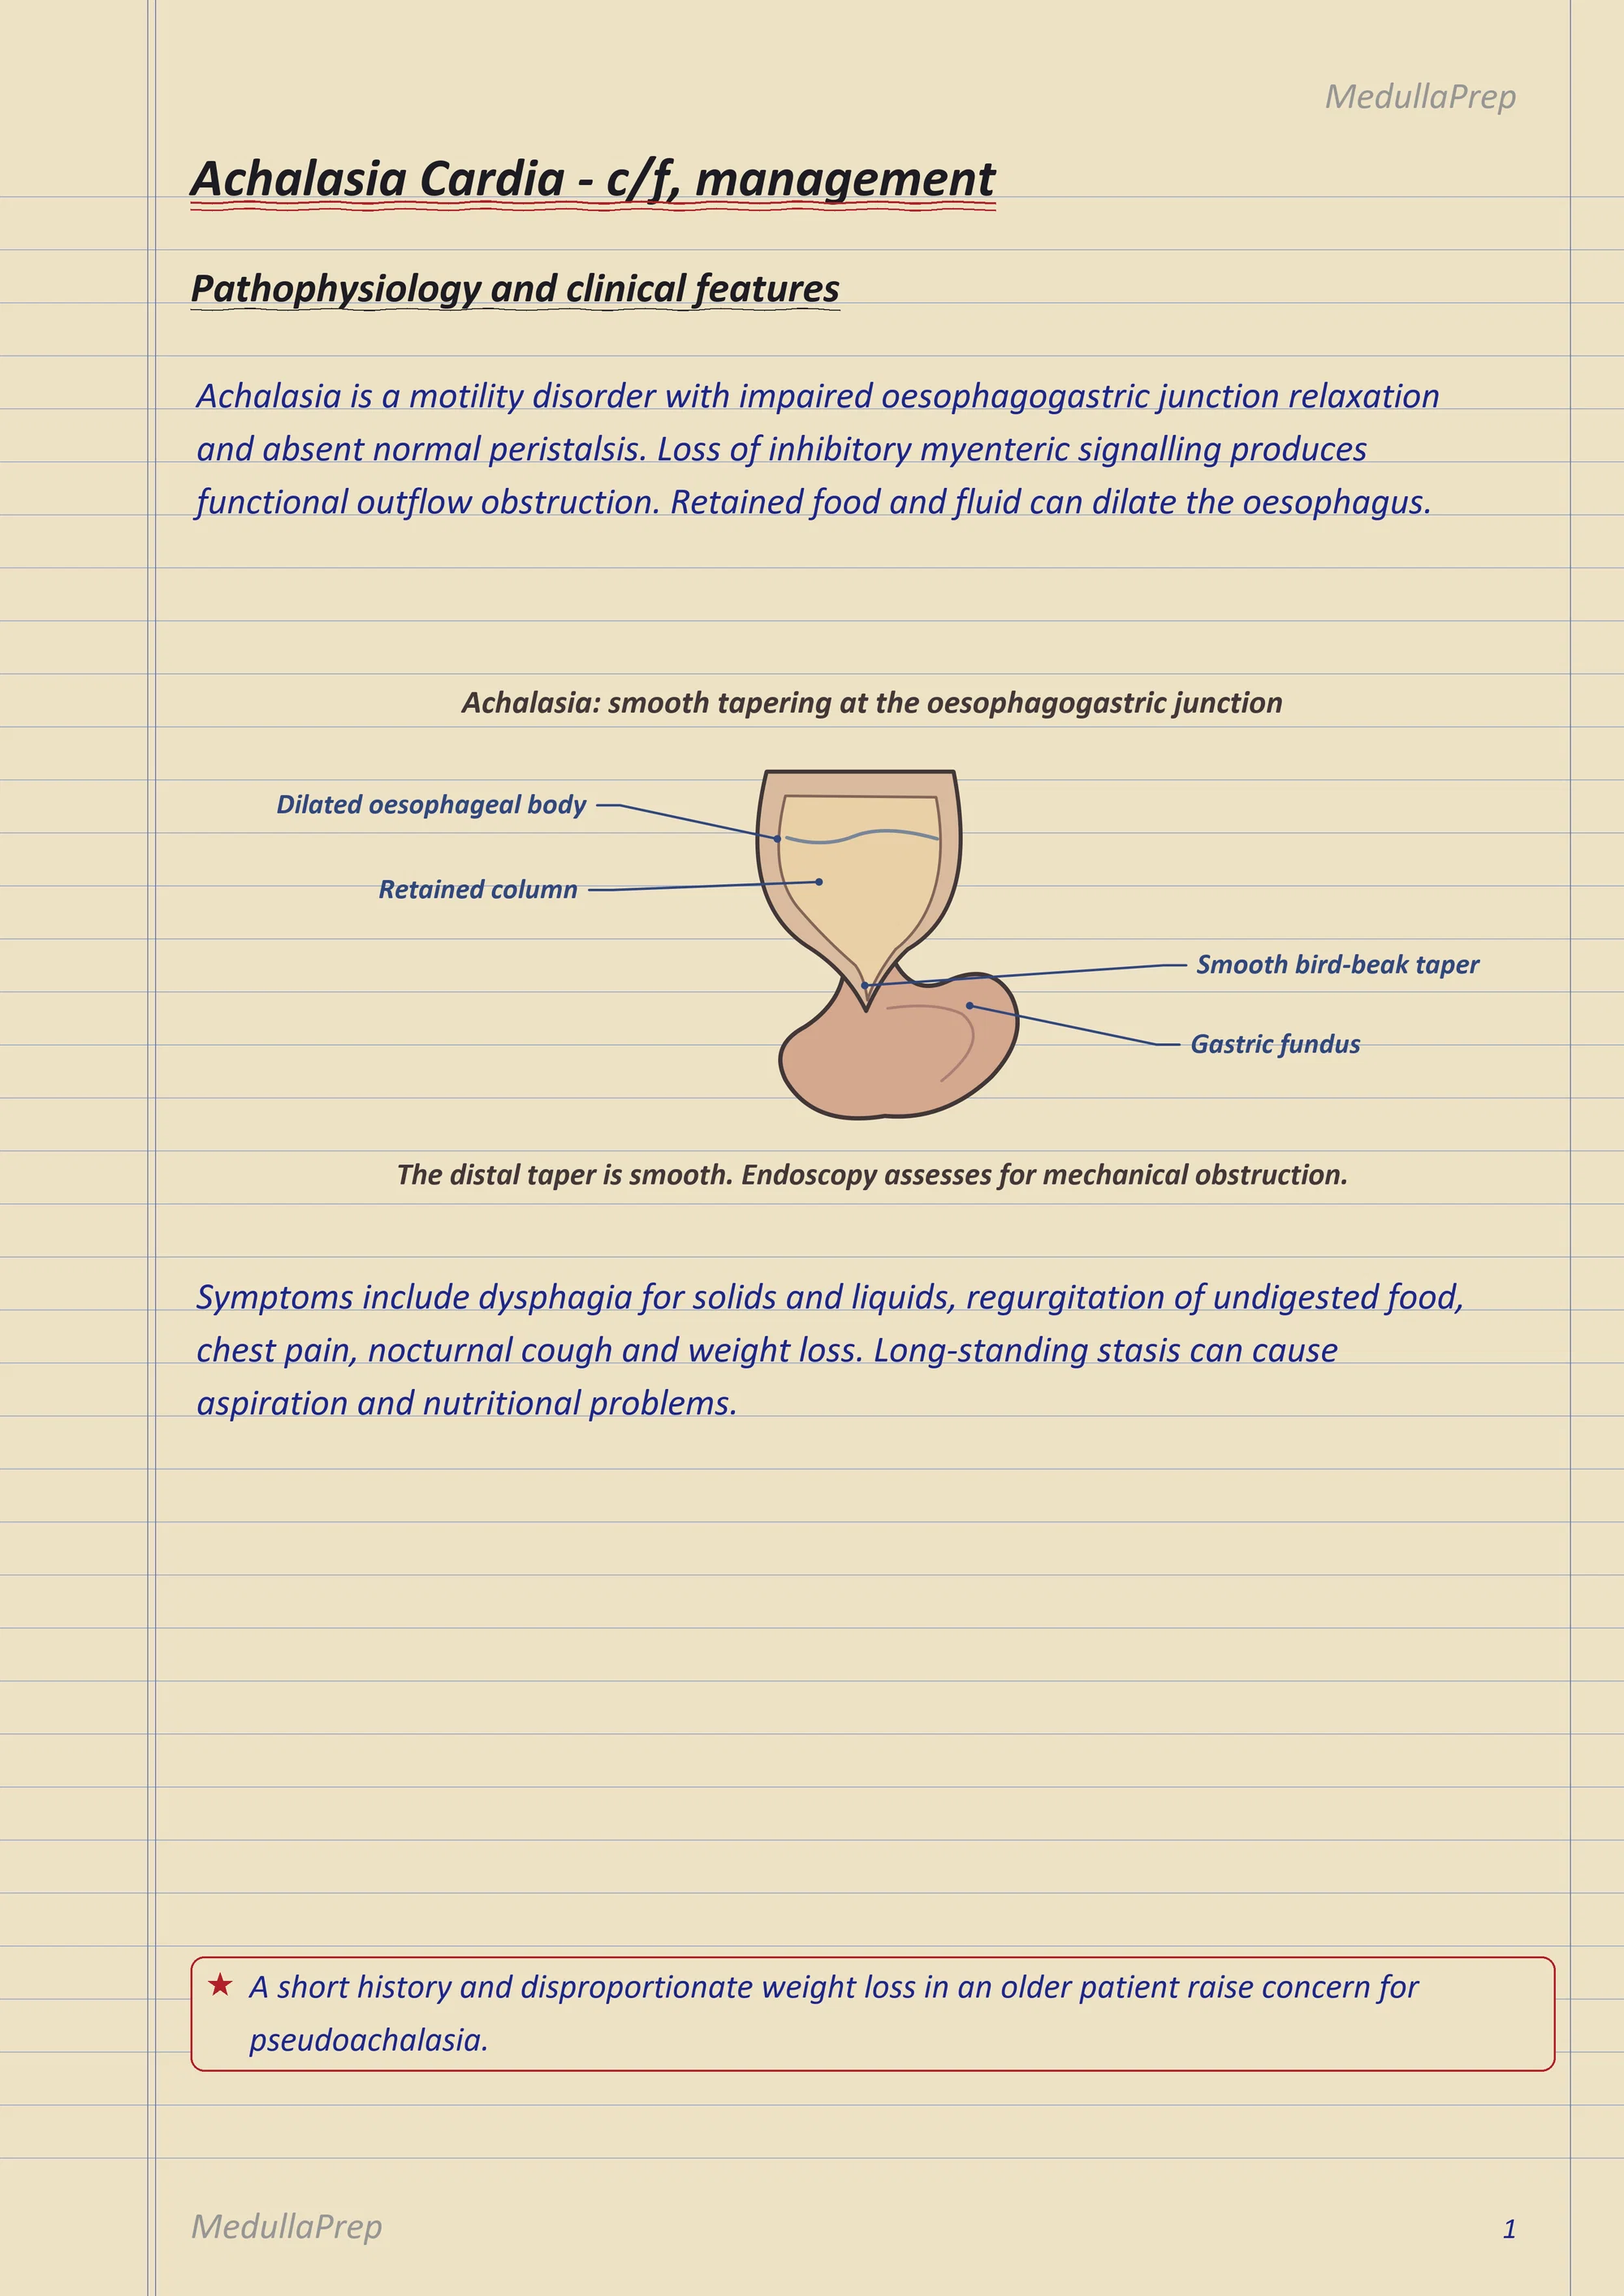 MedullaPrep
Achalasia Cardia - c/f, management
Pathophysiology and clinical features
Achalasia is a motility disorder with impaired oesophagogastric junction relaxation
and absent normal peristalsis. Loss of inhibitory myenteric signalling produces
functional outflow obstruction. Retained food and fluid can dilate the oesophagus.
Achalasia: smooth tapering at the oesophagogastric junction
Dilated oesophageal body
Retained column
Smooth bird-beak taper
Gastric fundus
The distal taper is smooth. Endoscopy assesses for mechanical obstruction.
Symptoms include dysphagia for solids and liquids, regurgitation of undigested food,
chest pain, nocturnal cough and weight loss. Long-standing stasis can cause
aspiration and nutritional problems.
★ A short history and disproportionate weight loss in an older patient raise concern for
pseudoachalasia.
MedullaPrep
1